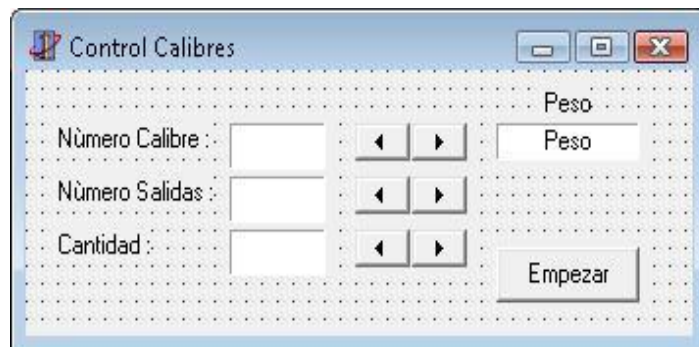 Control Calibres
Peso
Nùmero Calibre :
Peso
Nùmero Salidas :
Cantidad :
Empezar